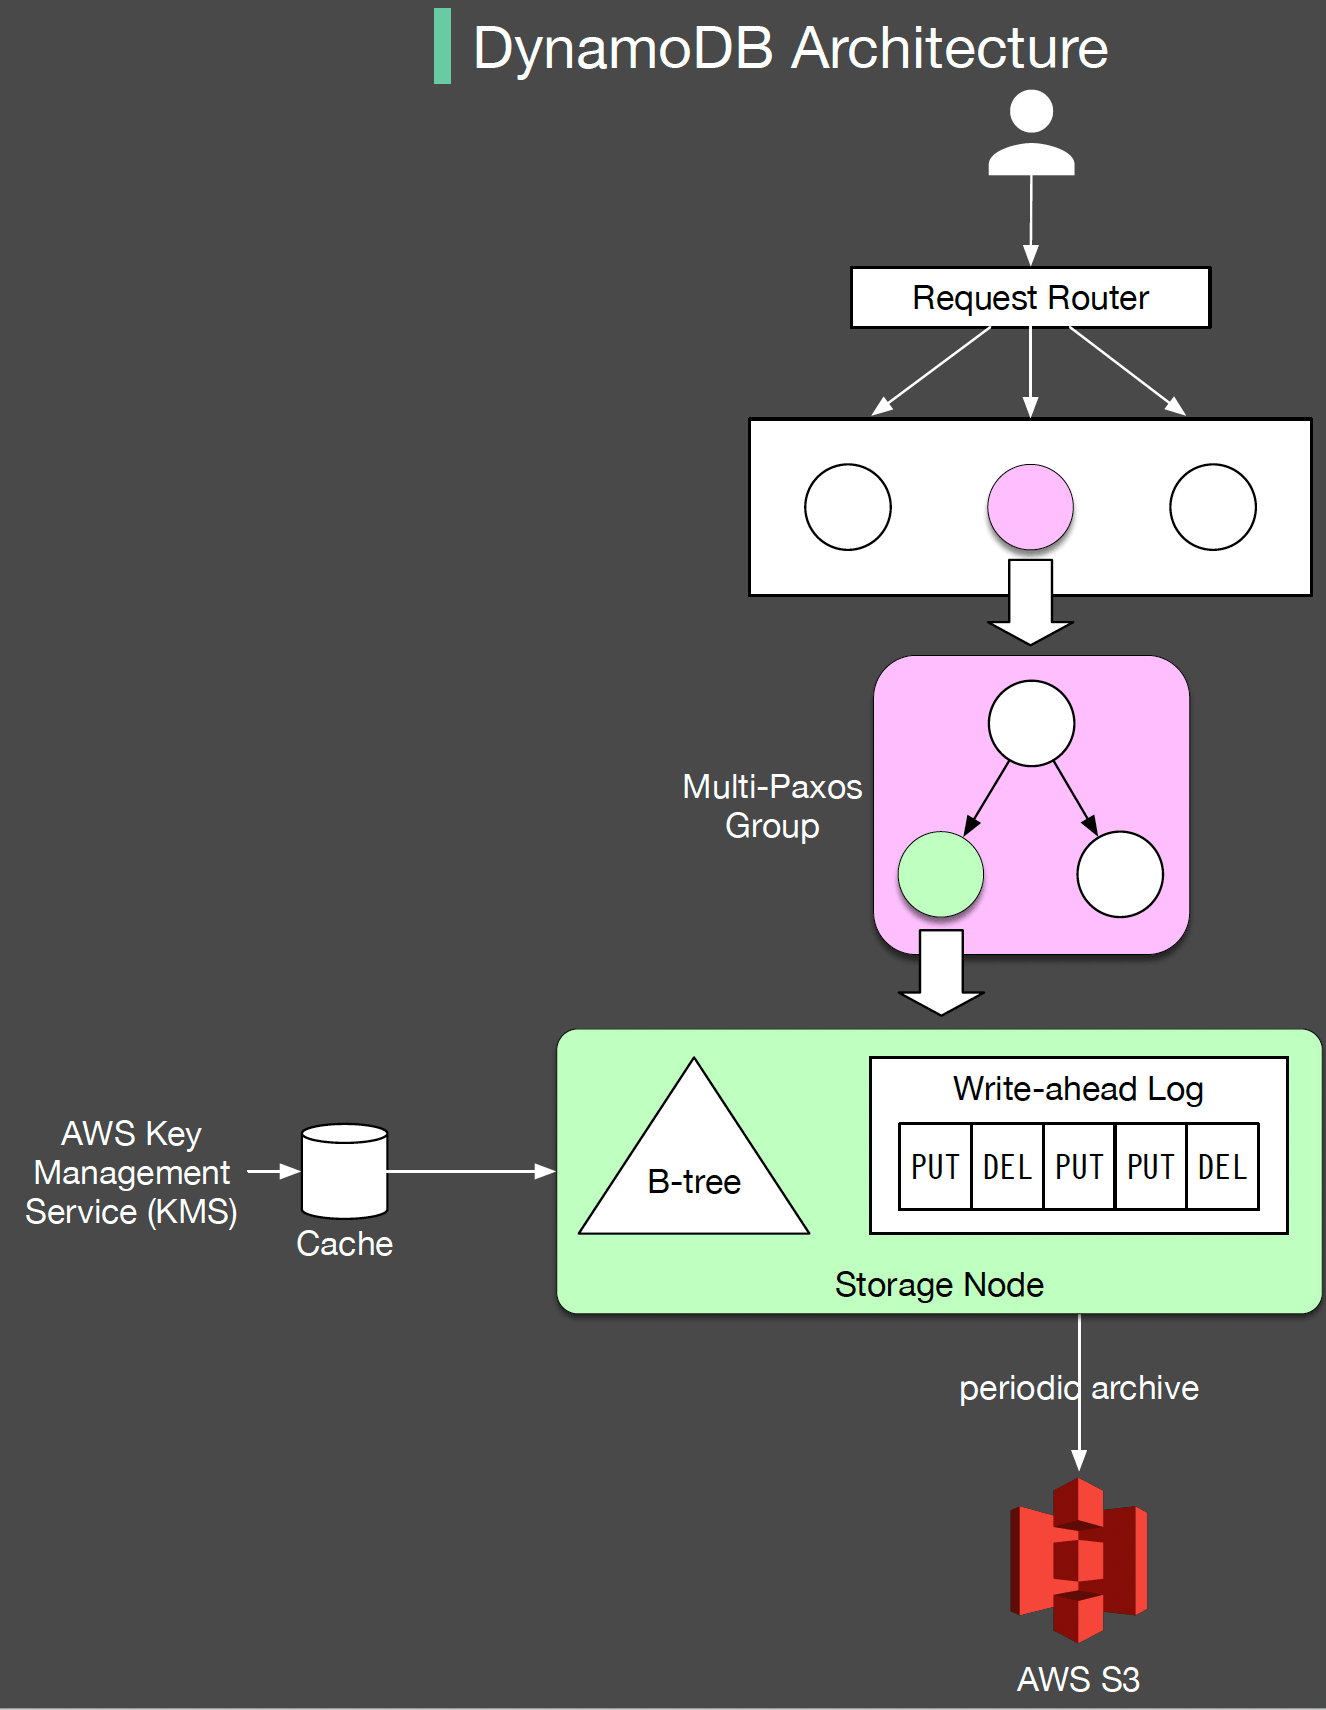 DynamoDB Architecture
Request Router
Multi-Paxos
Group
Write-ahead Log
PUT DEL PUT PUT DEL
B-tree
Storage Node
AWS Key
Management
Service (KMS)
Cache
periodic archive
AWS S3